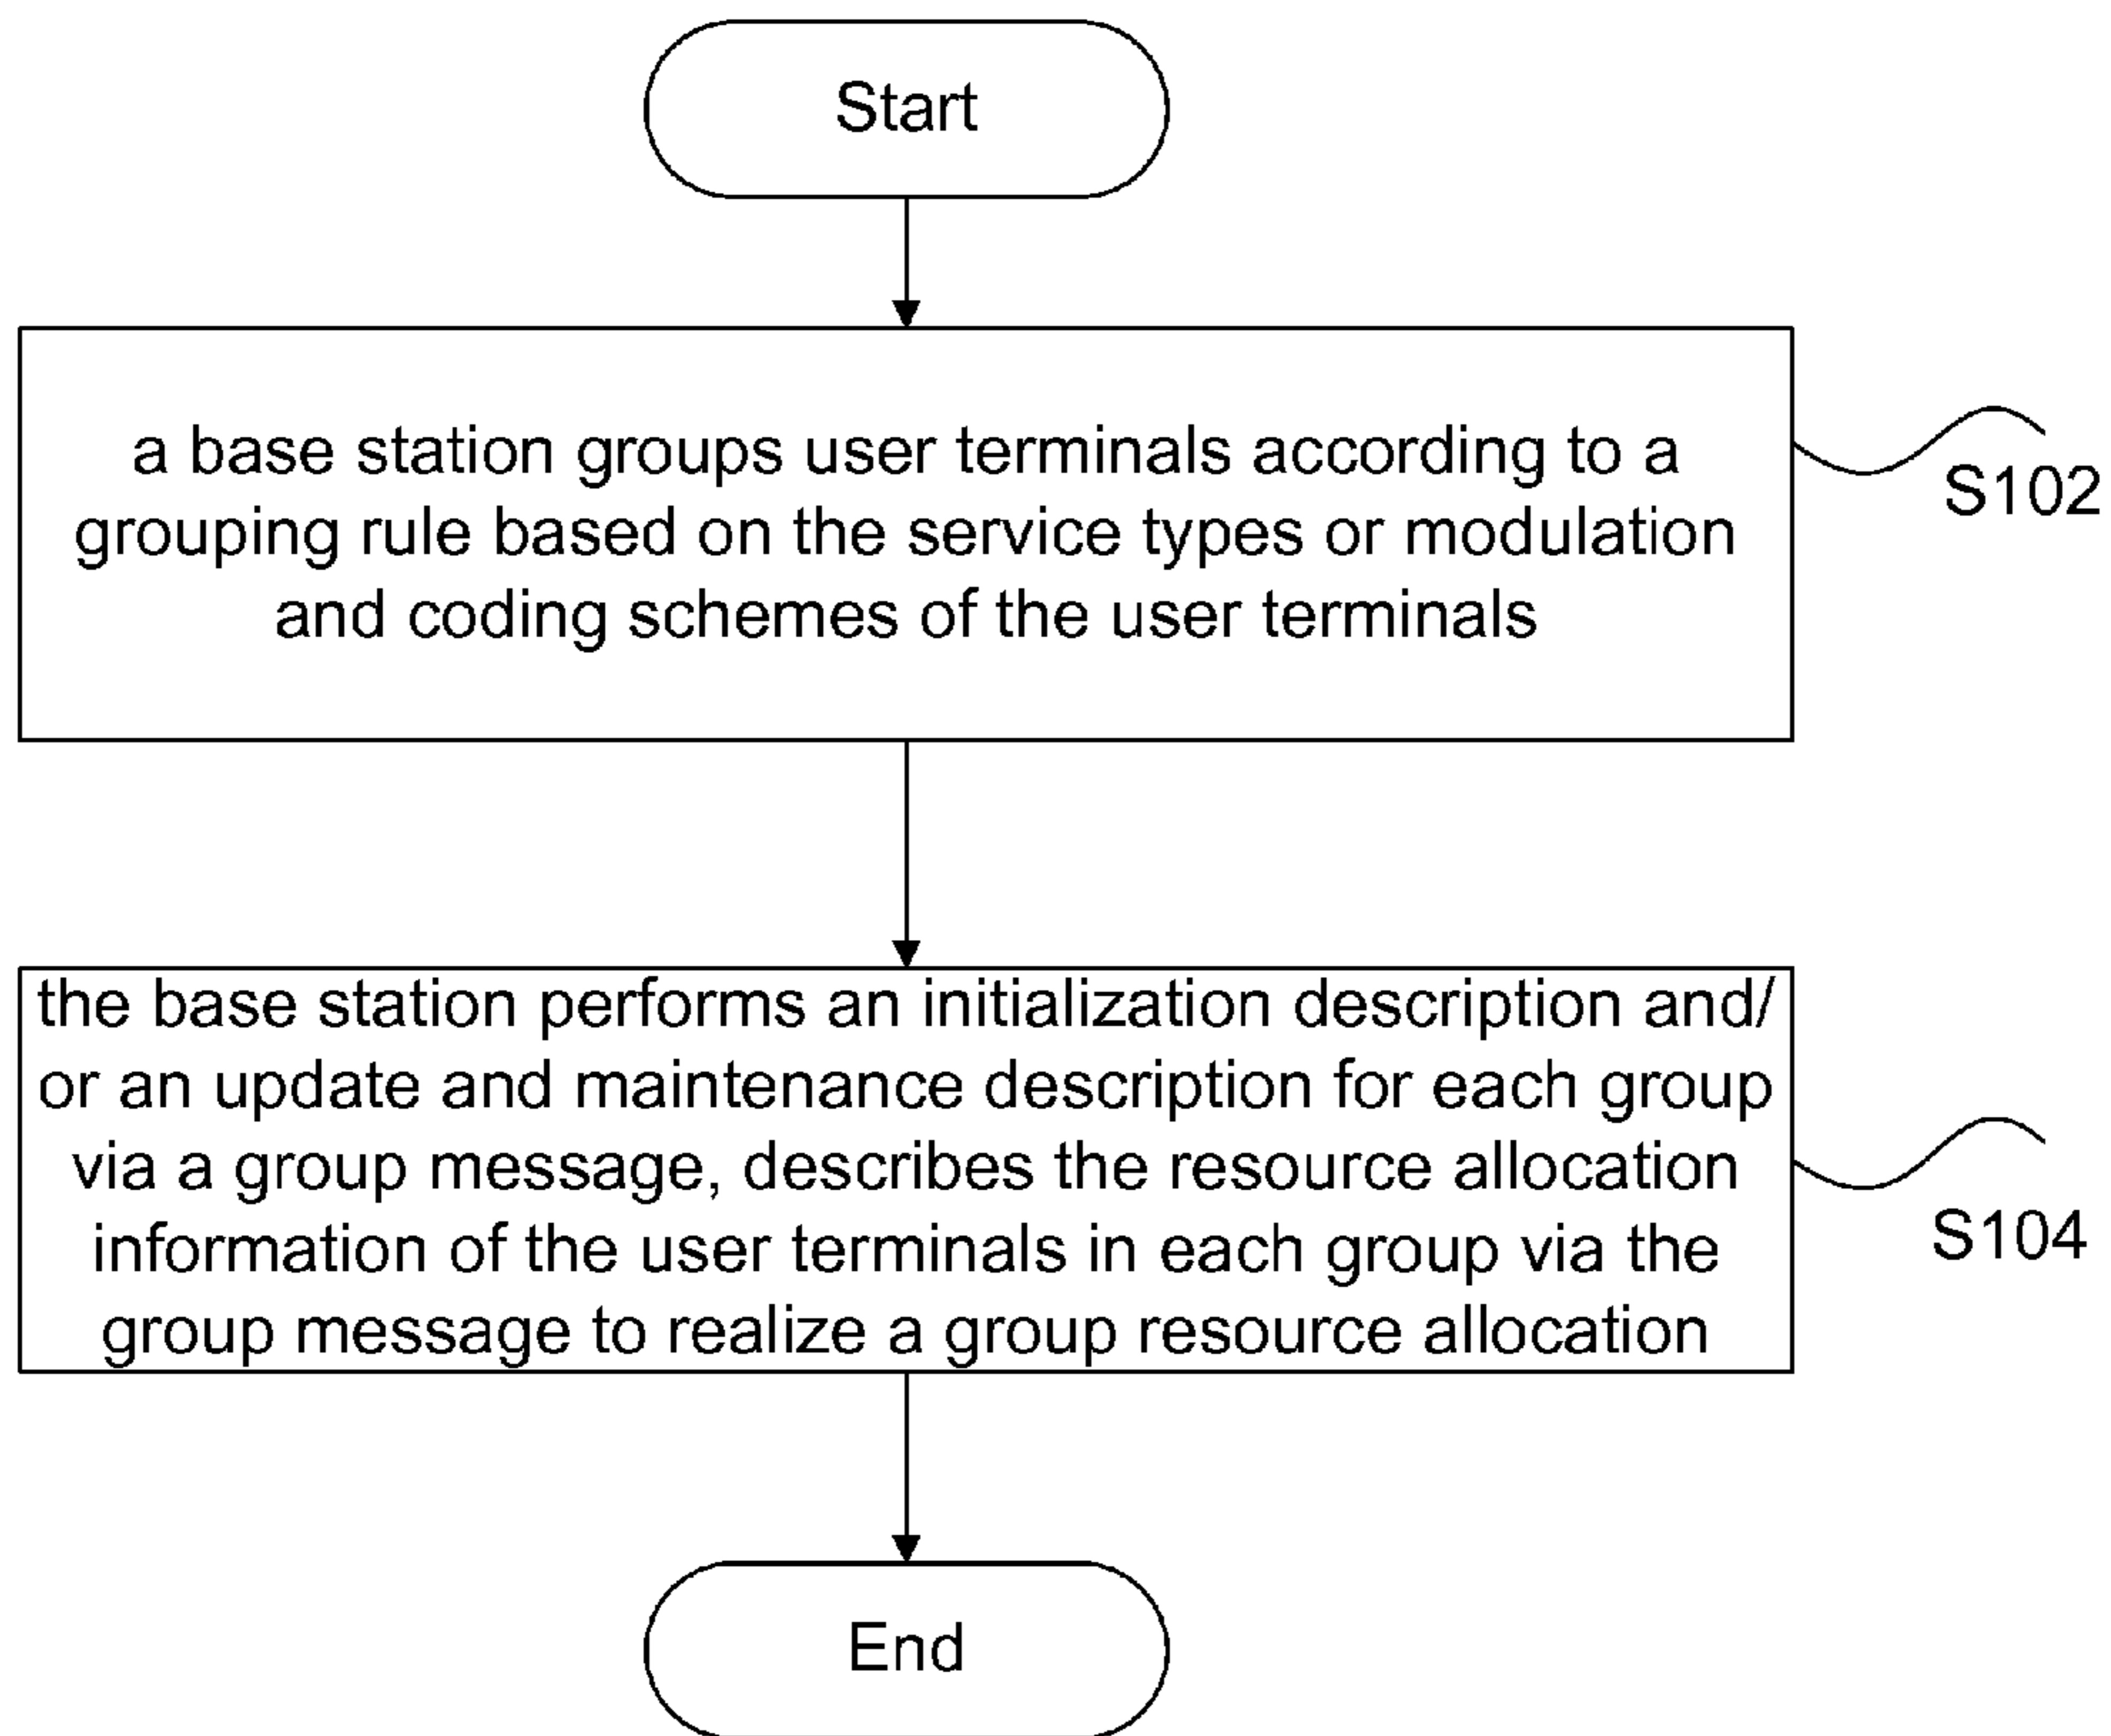 Start
a base station groups user terminals according to a
grouping rule based on the service types or modulation
and coding schemes of the user terminals
S102
the base station performs an initialization description and/
or an update and maintenance description for each group
via a group message, describes the resource allocation
information of the user terminals in each group via the
group message to realize a group resource allocation
S104
End